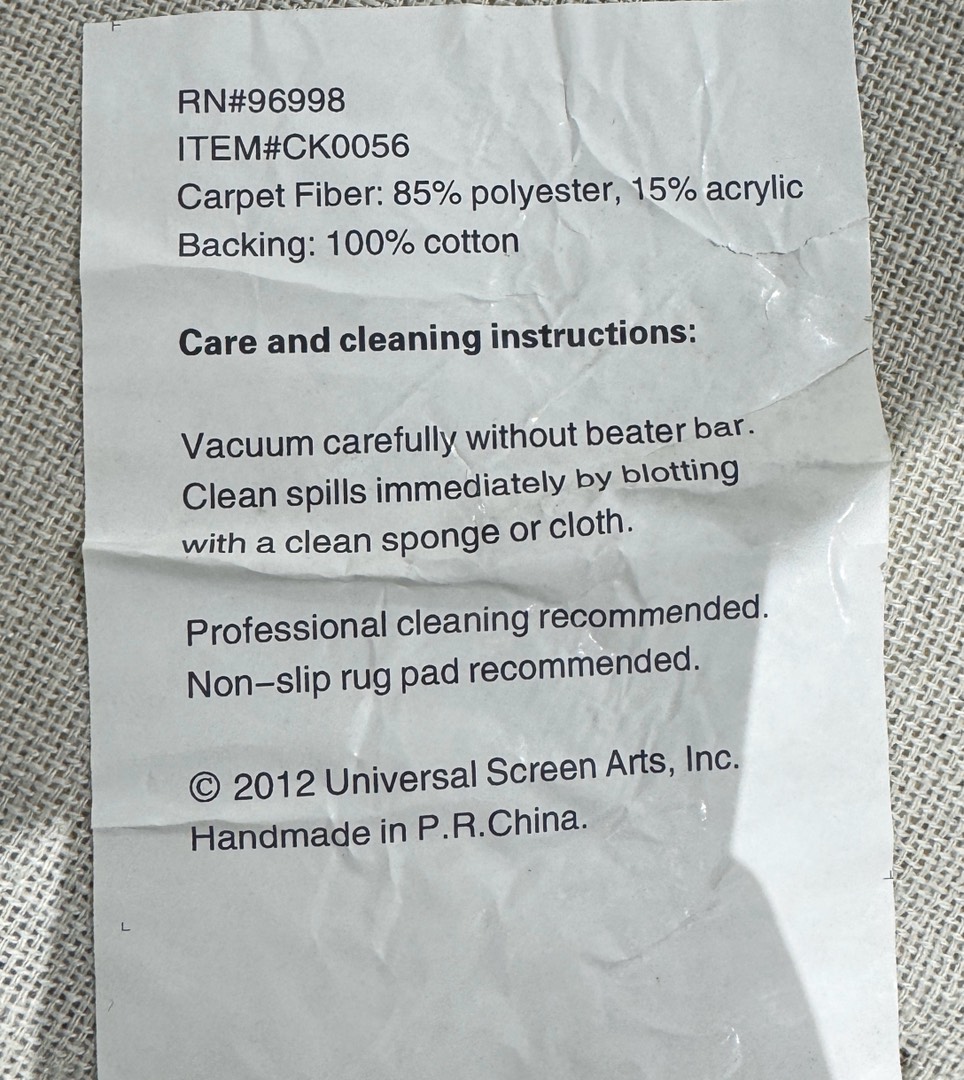 RN#96998
ITEM#CK0056
Carpet Fiber: 85% polyester, 15% acrylic
Backing: 100% cotton
Care and cleaning instructions:
Vacuum carefully without beater bar.
Clean spills immediately by blotting
with a clean sponge or cloth.
Professional cleaning recommended.
Non–slip rug pad recommended.
© 2012 Universal Screen Arts, Inc.
Handmade in P.R.China.